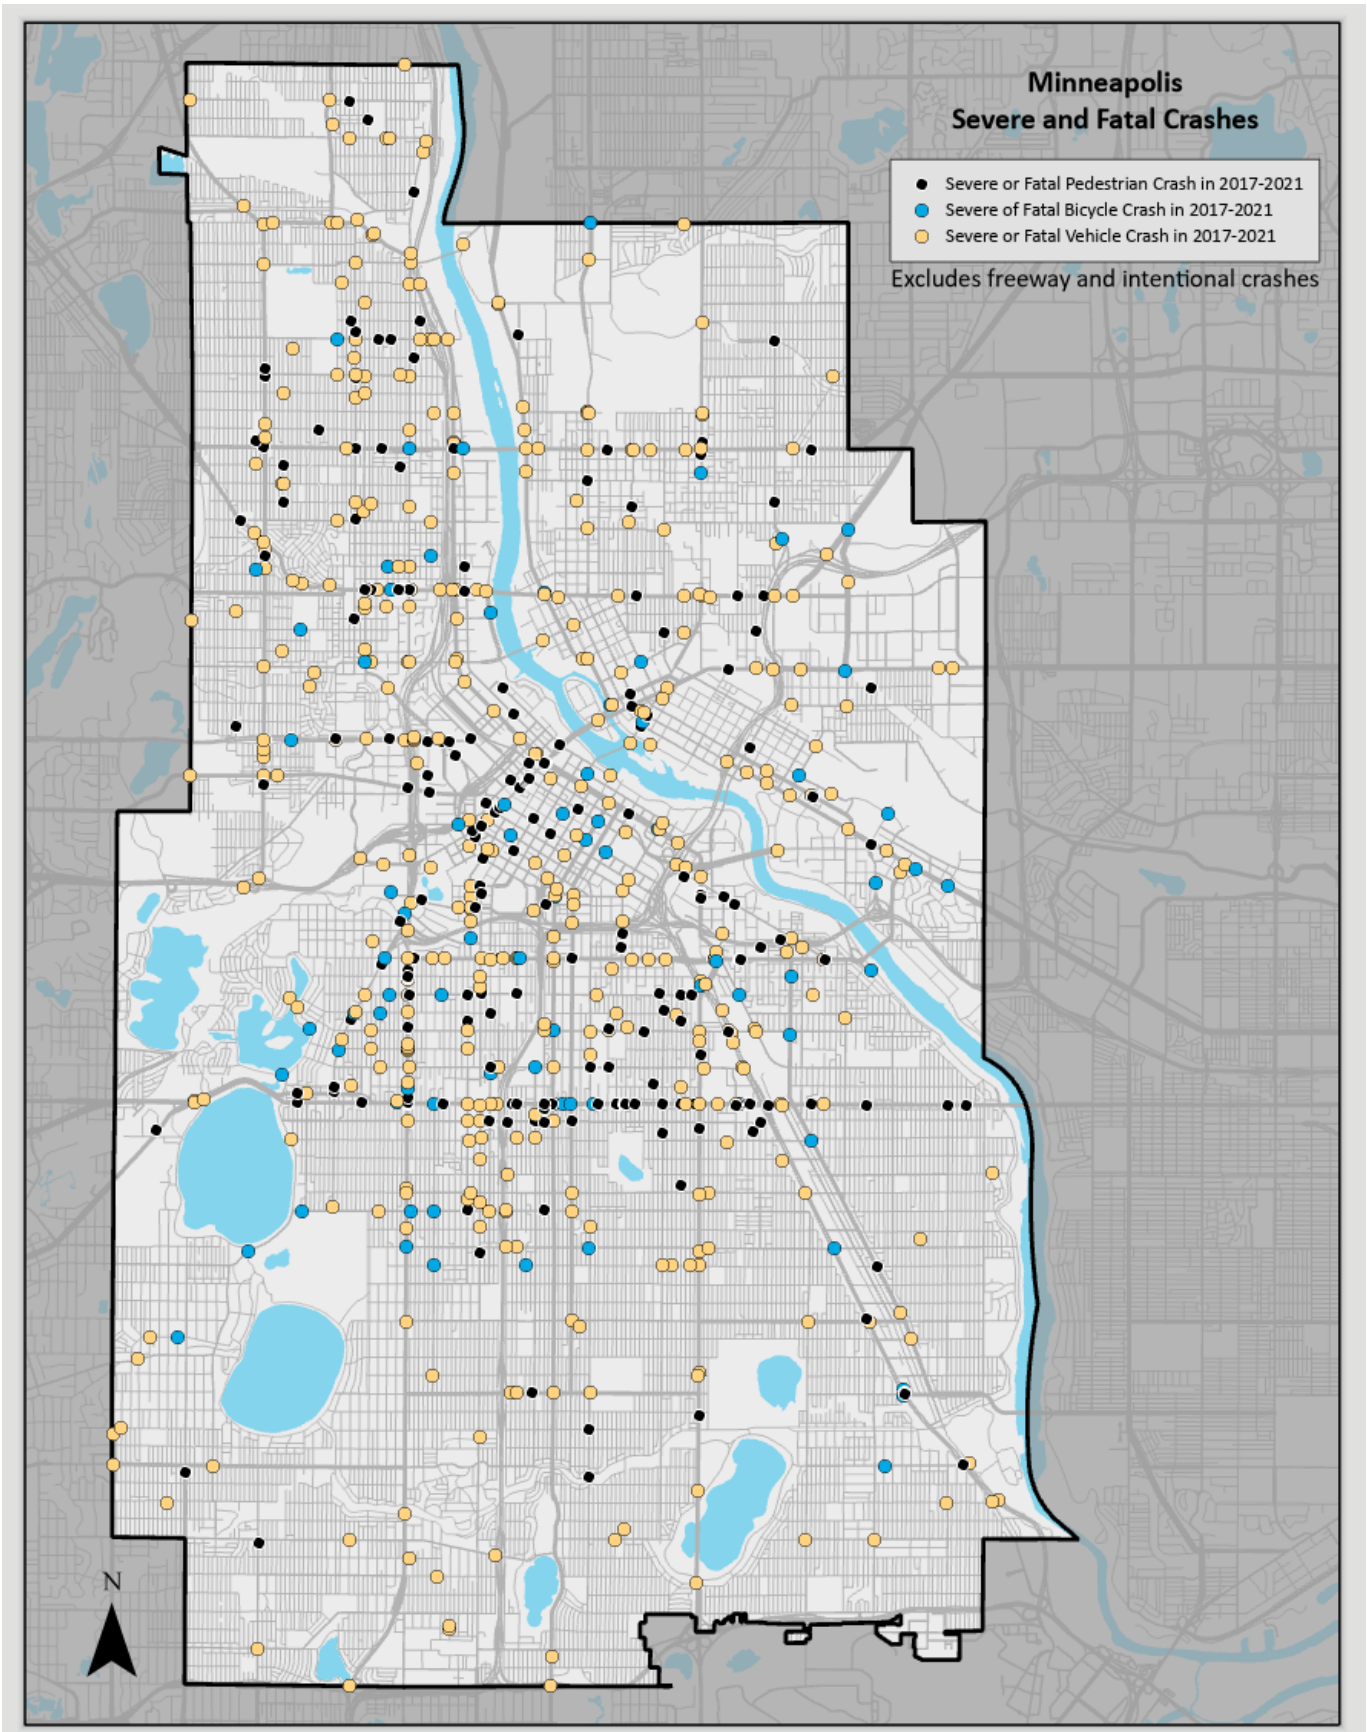 Minneapolis
Severe and Fatal Crashes
Severe or Fatal Pedestrian Crash in 2017-2021
Severe of Fatal Bicycle Crash in 2017-2021
Severe or Fatal Vehicle Crash in 2017-2021
Excludes freeway and intentional crashes
N